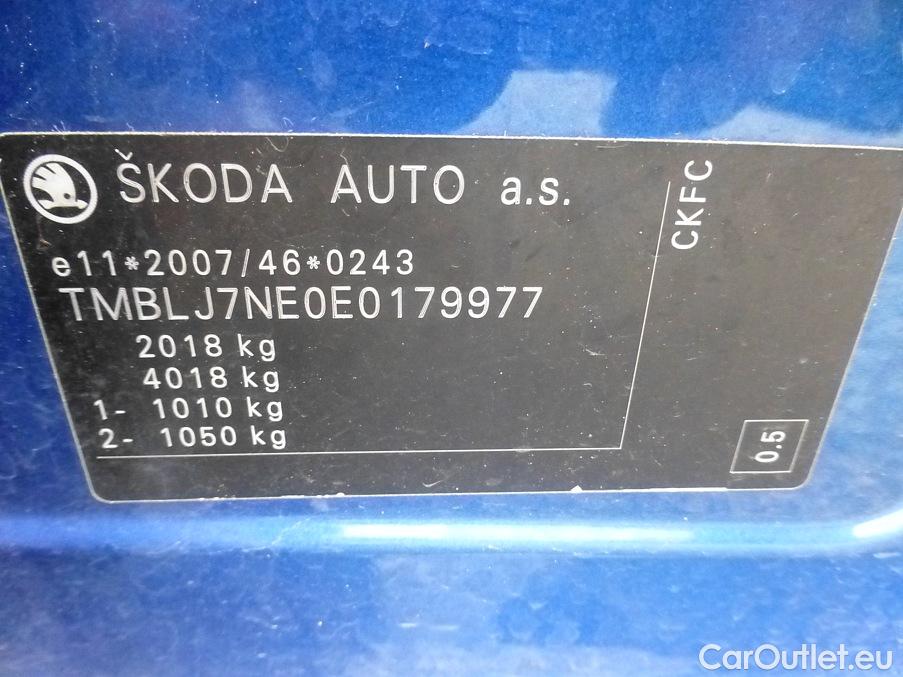 ŠKODA AUTO a.s.
e11*2007/46*0243
TMBLJ7NE0E0179977
2018 kg
4018 kg
1- 1010 kg
2- 1050 kg
CKFC
0.5
CarOutlet.eu